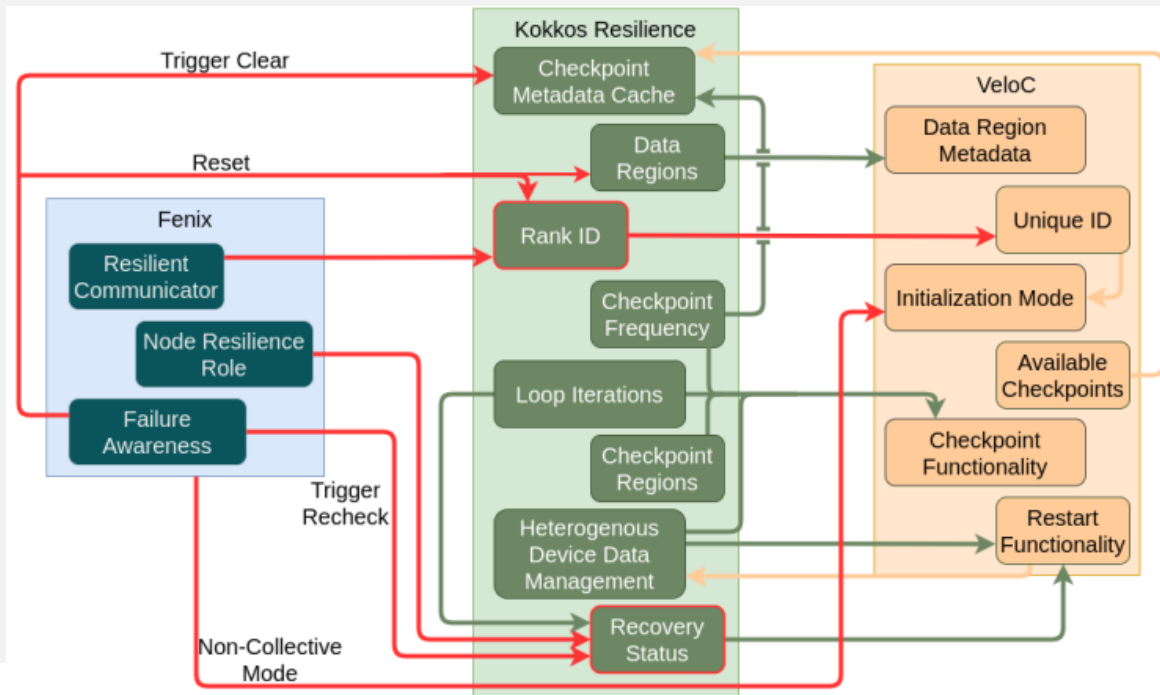 Kokkos Resilience
Trigger Clear
Checkpoint
Metadata Cache
VeloC
Data Region
Metadata
Data
Regions
Reset
Fenix
Rank ID
Unique ID
Resilient
Communicator
Initialization Mode
Checkpoint
Frequency
Node Resilience
Role
Available
Checkpoints
Loop Iterations
Failure
Awareness
Checkpoint
Functionality
Checkpoint
Regions
Trigger
Recheck
Heterogenous
Device Data
Management
Restart
Functionality
Recovery
Status
Non-Collective
Mode